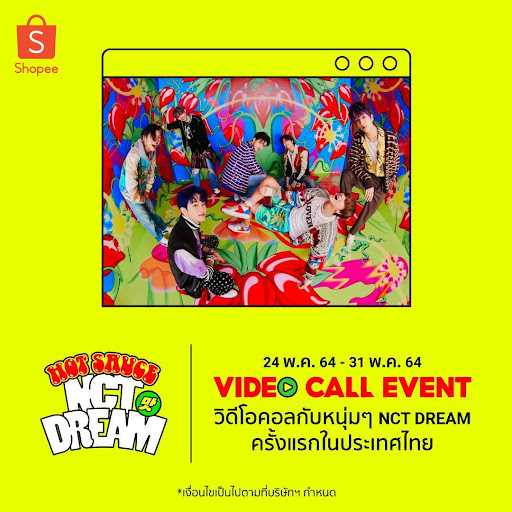 Shopee
HOT SAUCE
NCT
DREAM
24 พ.ค. 64 - 31 พ.ค. 64
VIDEO CALL EVENT
วิดีโอคอลกับหนุ่มๆ NCT DREAM
ครั้งแรกในประเทศไทย
*เงื่อนไขเป็นไปตามที่บริษัทฯ กำหนด